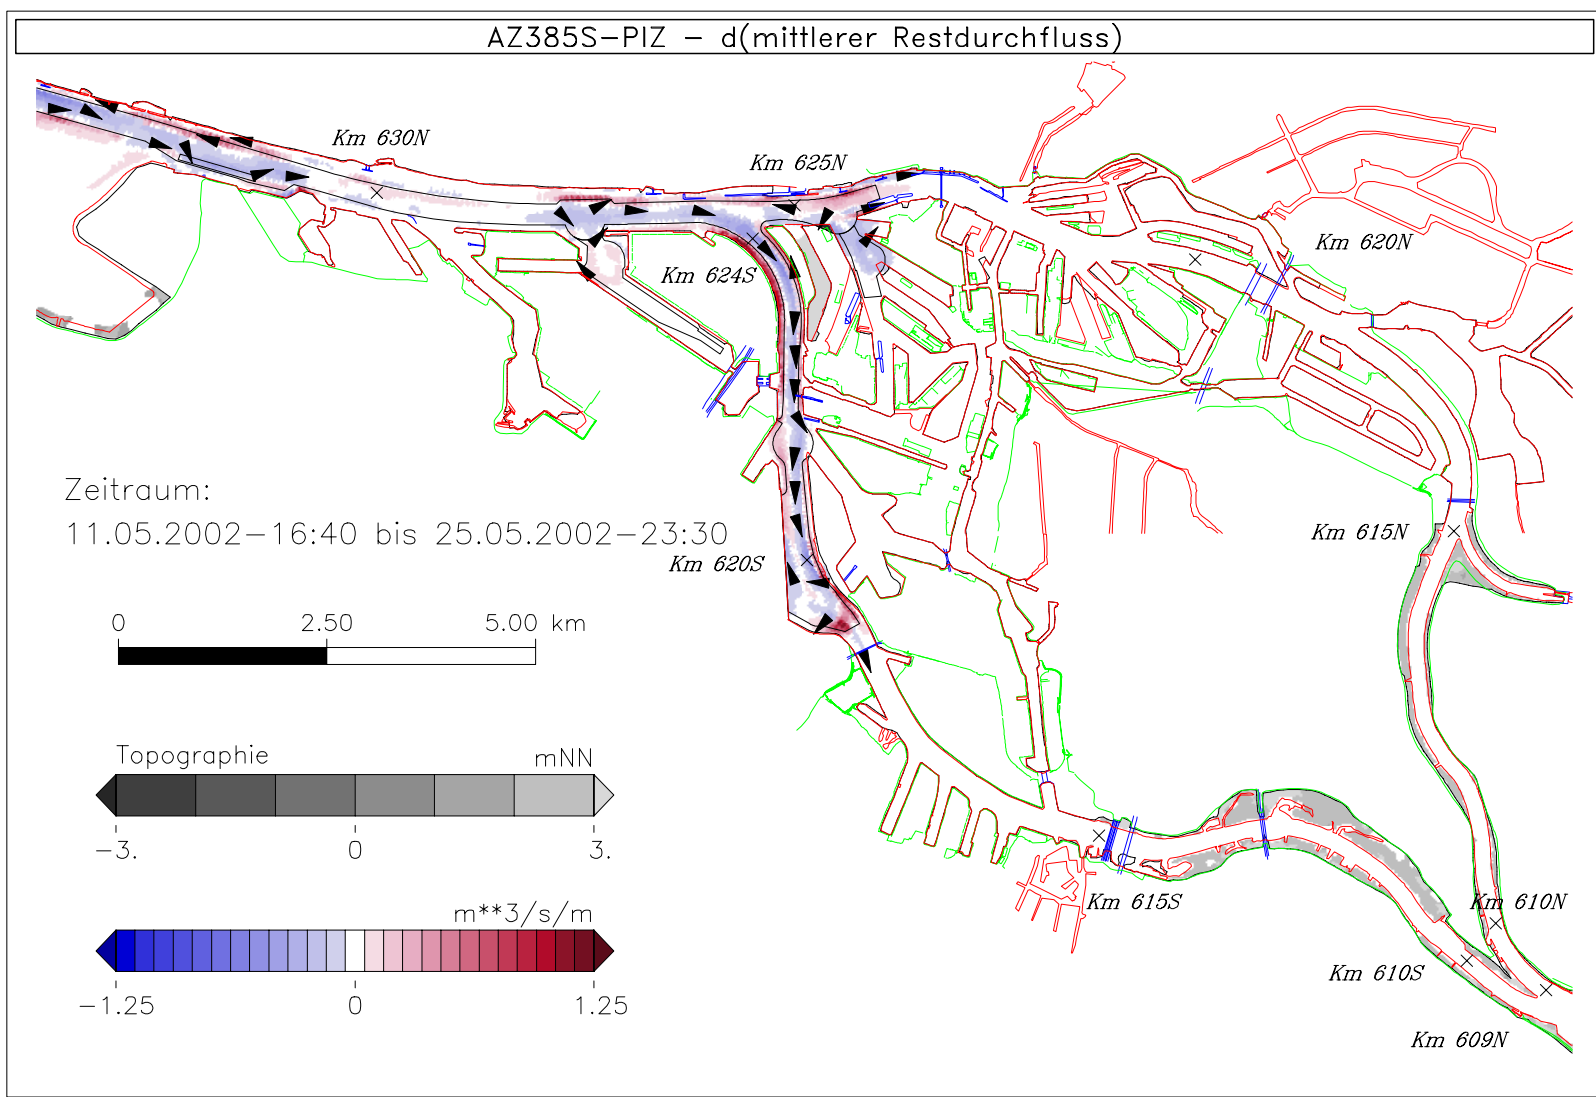 AZ385S-PIZ - d(mittlerer Restdurchfluss)
Km 630N
Km 625N
Km 620N
Km 624S
Zeitraum:
11.05.2002-16:40 bis 25.05.2002-23:30
Km 615N
Km 620S
0 2.50 5.00 km
Topographie mNN
-3. 0 3.
Km 615S
Km 610N
m**3/s/m
Km 610S
-1.25 0 1.25
Km 609N